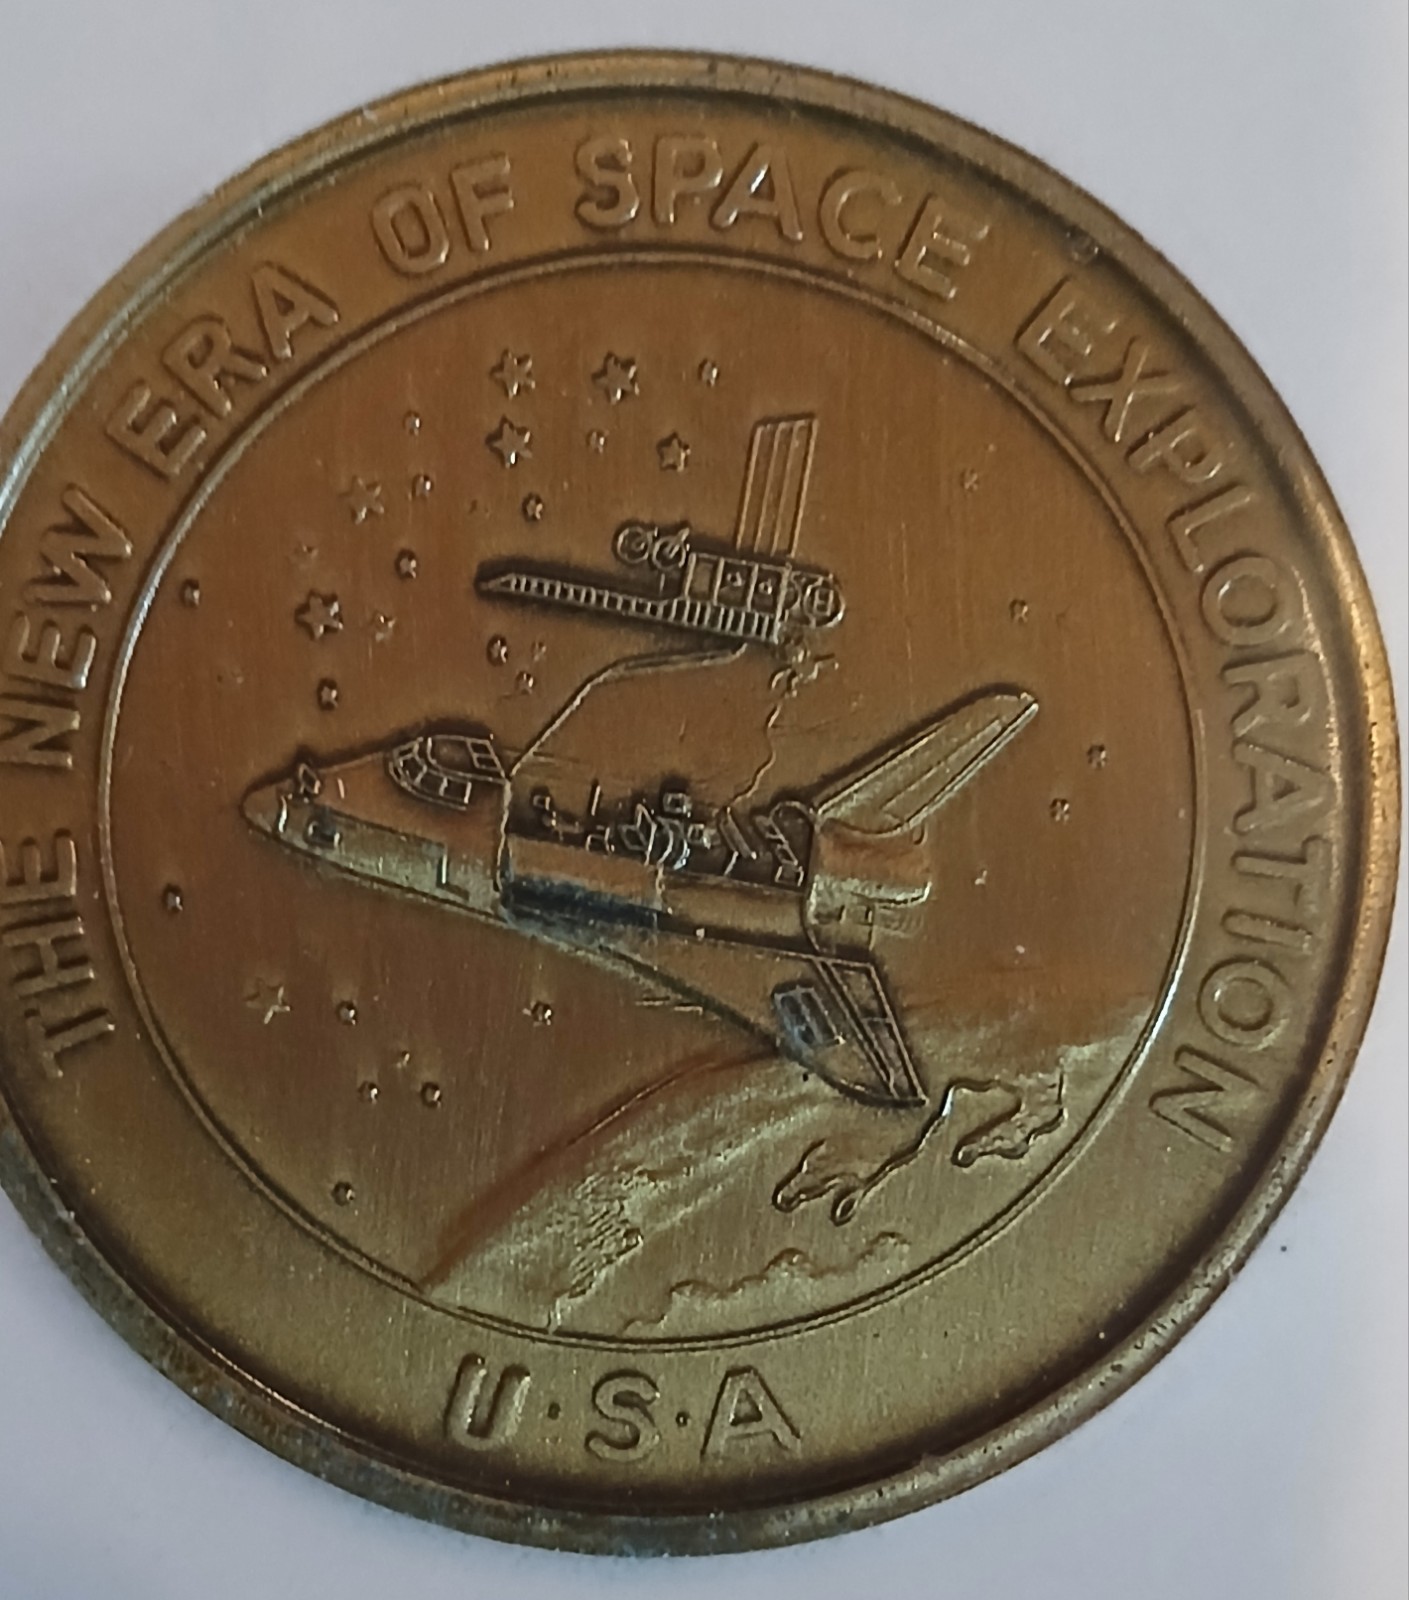 THE NEW ERA OF SPACE EXPLORATION
U·S·A